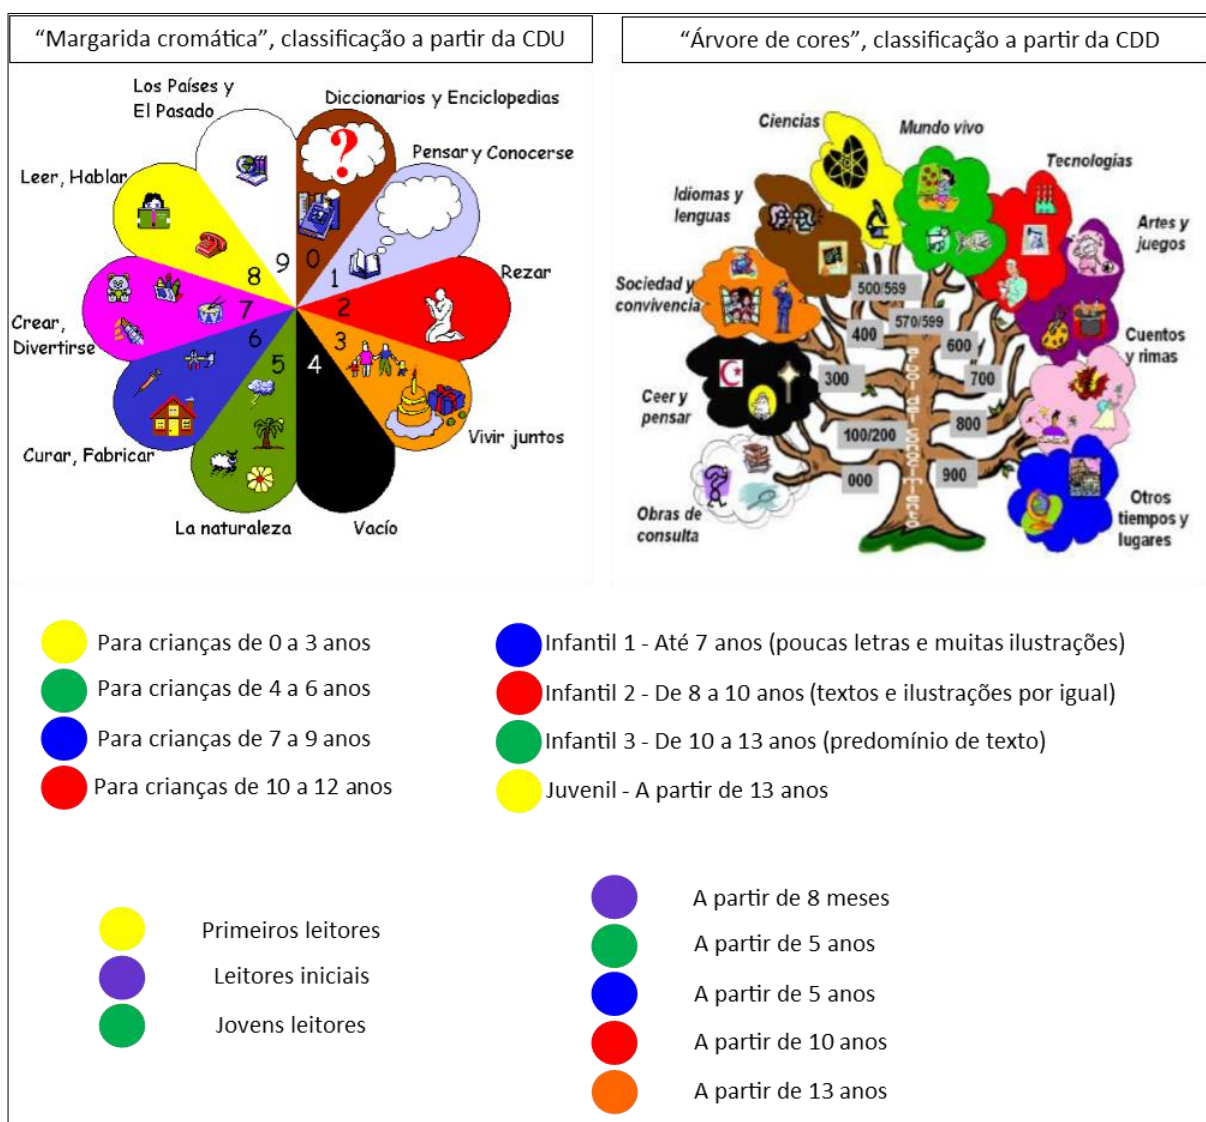 “Margarida cromática”, classificação a partir da CDU
“Árvore de cores”, classificação a partir da CDD
Los Países y
El Pasado
Diccionarios y Enciclopedias
Pensar y Conocerse
Leer, Hablar
Rezar
Crear,
Divertirse
Vivir juntos
Curar, Fabricar
La naturaleza
Vacío
9
0
8
1
7
2
6
3
5
4
?
Ciencias
Mundo vivo
Tecnologías
Idiomas y
lenguas
Artes y
juegos
Sociedad y
convivencia
Cuentos
y rimas
Ceer y
pensar
Obras de
consulta
Otros
tiempos y
lugares
500/569
570/599
400
600
300
700
100/200
800
000
900
arbol del conocimiento
Para crianças de 0 a 3 anos
Para crianças de 4 a 6 anos
Para crianças de 7 a 9 anos
Para crianças de 10 a 12 anos
Infantil 1 - Até 7 anos (poucas letras e muitas ilustrações)
Infantil 2 - De 8 a 10 anos (textos e ilustrações por igual)
Infantil 3 - De 10 a 13 anos (predomínio de texto)
Juvenil - A partir de 13 anos
Primeiros leitores
Leitores iniciais
Jovens leitores
A partir de 8 meses
A partir de 5 anos
A partir de 5 anos
A partir de 10 anos
A partir de 13 anos